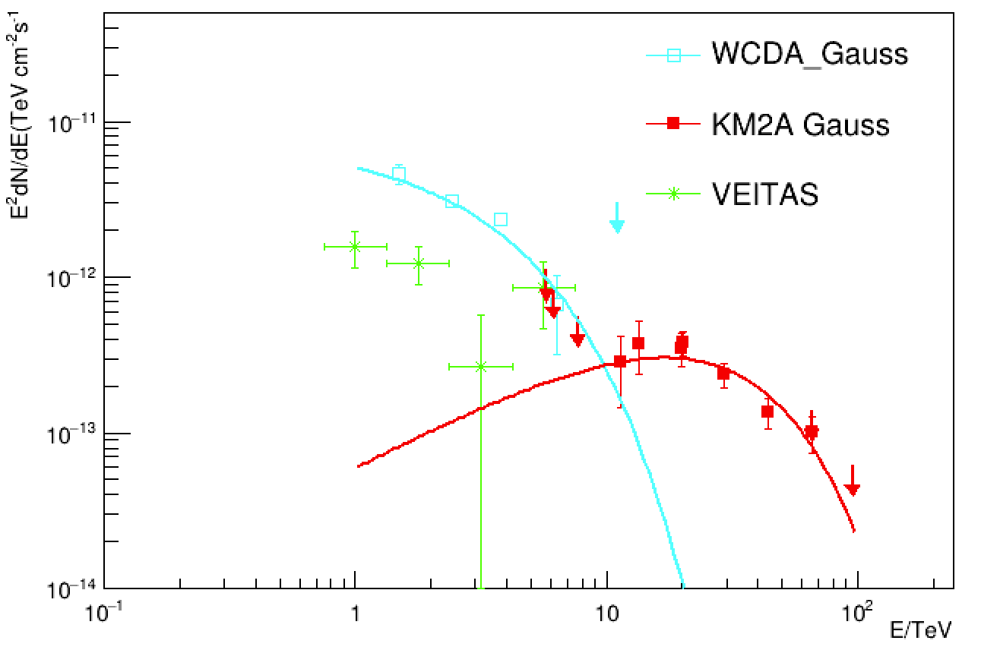 E²dN/dE(TeV cm⁻²s⁻¹
WCDA_Gauss
KM2A Gauss
VEITAS
10⁻¹¹
10⁻¹²
10⁻¹³
10⁻¹⁴
10⁻¹ 1 10 10²
E/TeV